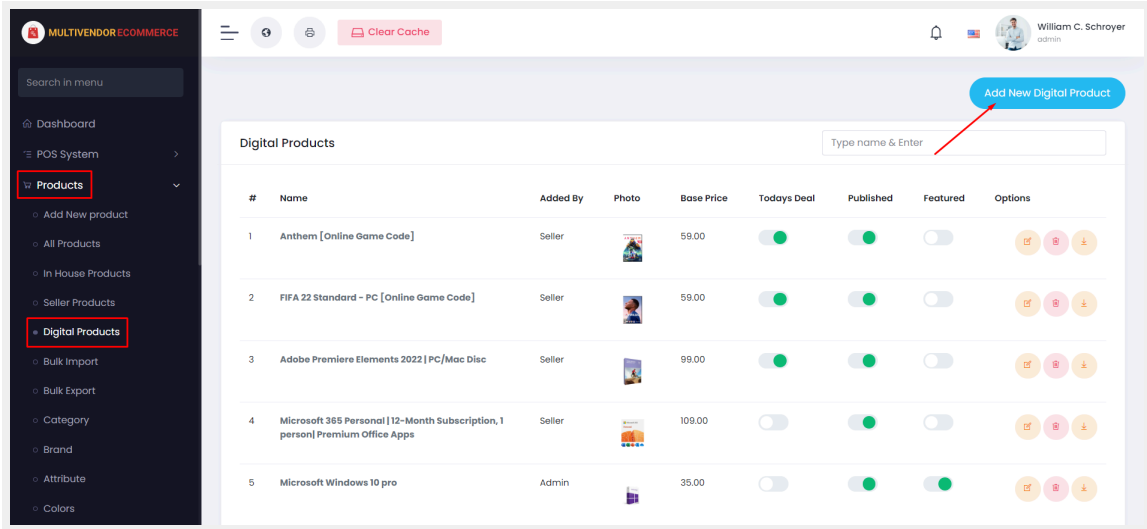 MULTIVENDOR ECOMMERCE
Clear Cache
William C. Schroyer
admin
Search in menu
Add New Digital Product
Dashboard
POS System
Products
Add New product
All Products
In House Products
Seller Products
Digital Products
Bulk Import
Bulk Export
Category
Brand
Attribute
Colors
Digital Products
Type name & Enter
# Name Added By Photo Base Price Todays Deal Published Featured Options
1 Anthem [Online Game Code] Seller 59.00
2 FIFA 22 Standard - PC [Online Game Code] Seller 59.00
3 Adobe Premiere Elements 2022 | PC/Mac Disc Seller 99.00
4 Microsoft 365 Personal | 12-Month Subscription, 1 Seller 109.00
person| Premium Office Apps
5 Microsoft Windows 10 pro Admin 35.00